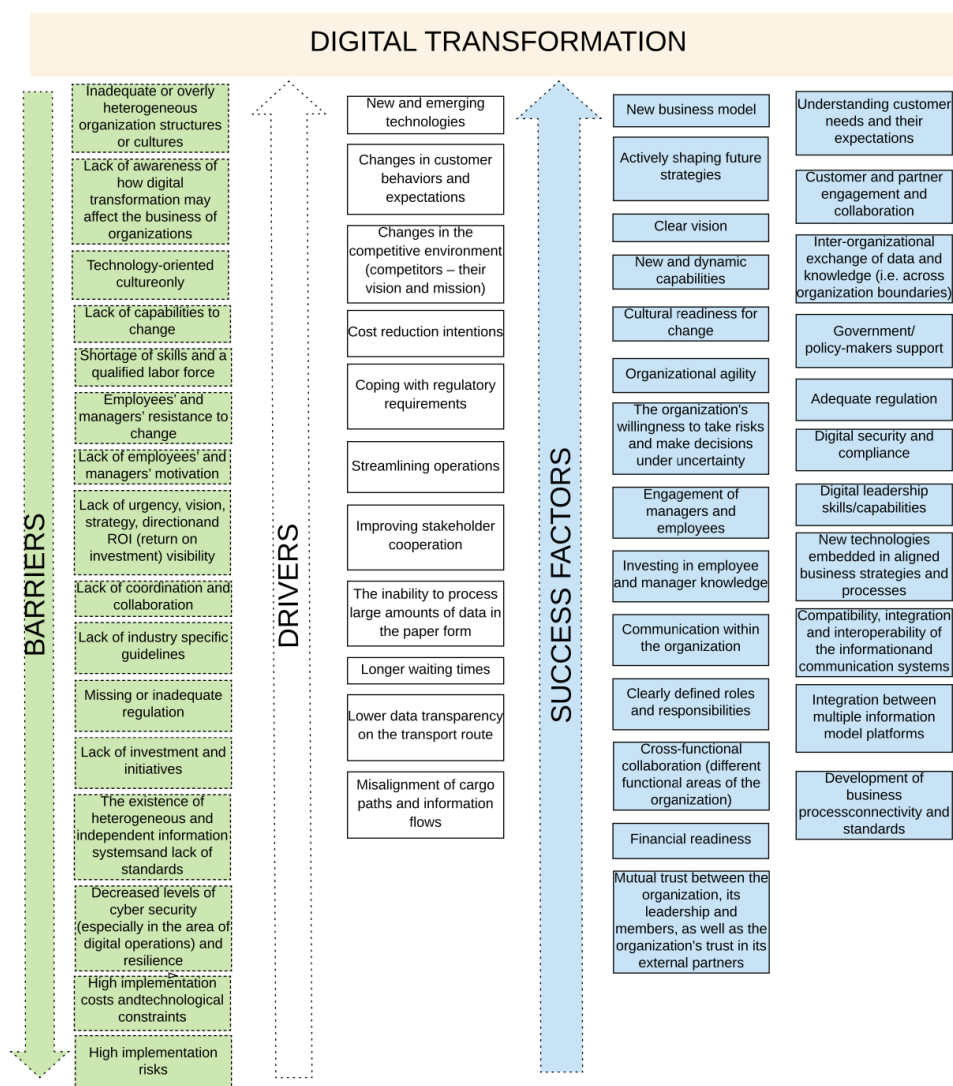 DIGITAL TRANSFORMATION
BARRIERS
Inadequate or overly
heterogeneous
organization structures
or cultures
Lack of awareness of
how digital
transformation may
affect the business of
organizations
Technology-oriented
cultureonly
Lack of capabilities to
change
Shortage of skills and a
qualified labor force
Employees' and
managers' resistance to
change
Lack of employees' and
managers' motivation
Lack of urgency, vision,
strategy, directionand
ROI (return on
investment) visibility
Lack of coordination and
collaboration
Lack of industry specific
guidelines
Missing or inadequate
regulation
Lack of investment and
initiatives
The existence of
heterogeneous and
independent information
systemsand lack of
standards
Decreased levels of
cyber security
(especially in the area of
digital operations) and
resilience
High implementation
costs andtechnological
constraints
High implementation
risks
DRIVERS
New and emerging
technologies
Changes in customer
behaviors and
expectations
Changes in the
competitive environment
(competitors – their
vision and mission)
Cost reduction intentions
Coping with regulatory
requirements
Streamlining operations
Improving stakeholder
cooperation
The inability to process
large amounts of data in
the paper form
Longer waiting times
Lower data transparency
on the transport route
Misalignment of cargo
paths and information
flows
SUCCESS FACTORS
New business model
Actively shaping future
strategies
Clear vision
New and dynamic
capabilities
Cultural readiness for
change
Organizational agility
The organization's
willingness to take risks
and make decisions
under uncertainty
Engagement of
managers and
employees
Investing in employee
and manager knowledge
Communication within
the organization
Clearly defined roles
and responsibilities
Cross-functional
collaboration (different
functional areas of the
organization)
Financial readiness
Mutual trust between the
organization, its
leadership and
members, as well as the
organization's trust in its
external partners
Understanding customer
needs and their
expectations
Customer and partner
engagement and
collaboration
Inter-organizational
exchange of data and
knowledge (i.e. across
organization boundaries)
Government/
policy-makers support
Adequate regulation
Digital security and
compliance
Digital leadership
skills/capabilities
New technologies
embedded in aligned
business strategies and
processes
Compatibility, integration
and interoperability of
the informationand
communication systems
Integration between
multiple information
model platforms
Development of
business
processconnectivity and
standards